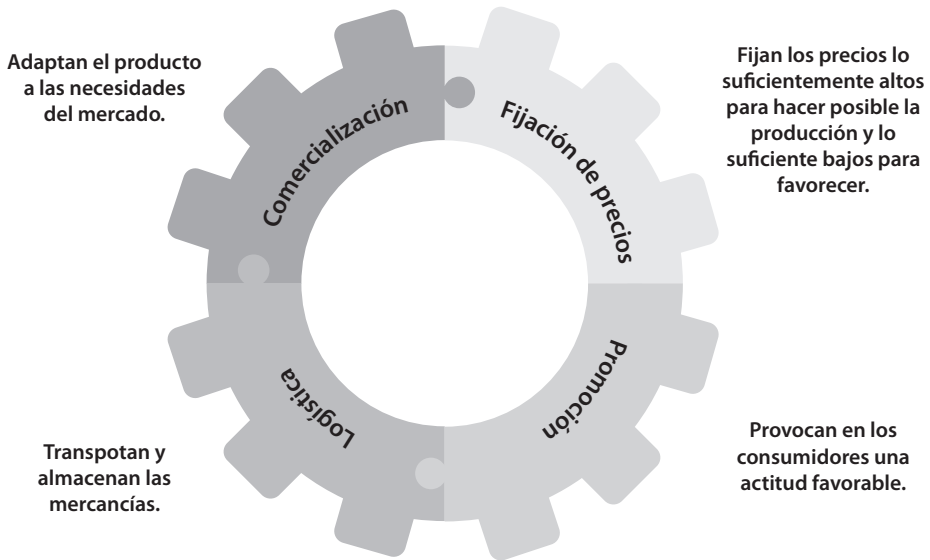 Adaptan el producto
a las necesidades
del mercado.
Comercialización
Fijación de precios
Fijan los precios lo
suficientemente altos
para hacer posible la
producción y lo
suficiente bajos para
favorecer.
Logística
Transpotan y
almacenan las
mercancías.
Promoción
Provocan en los
consumidores una
actitud favorable.